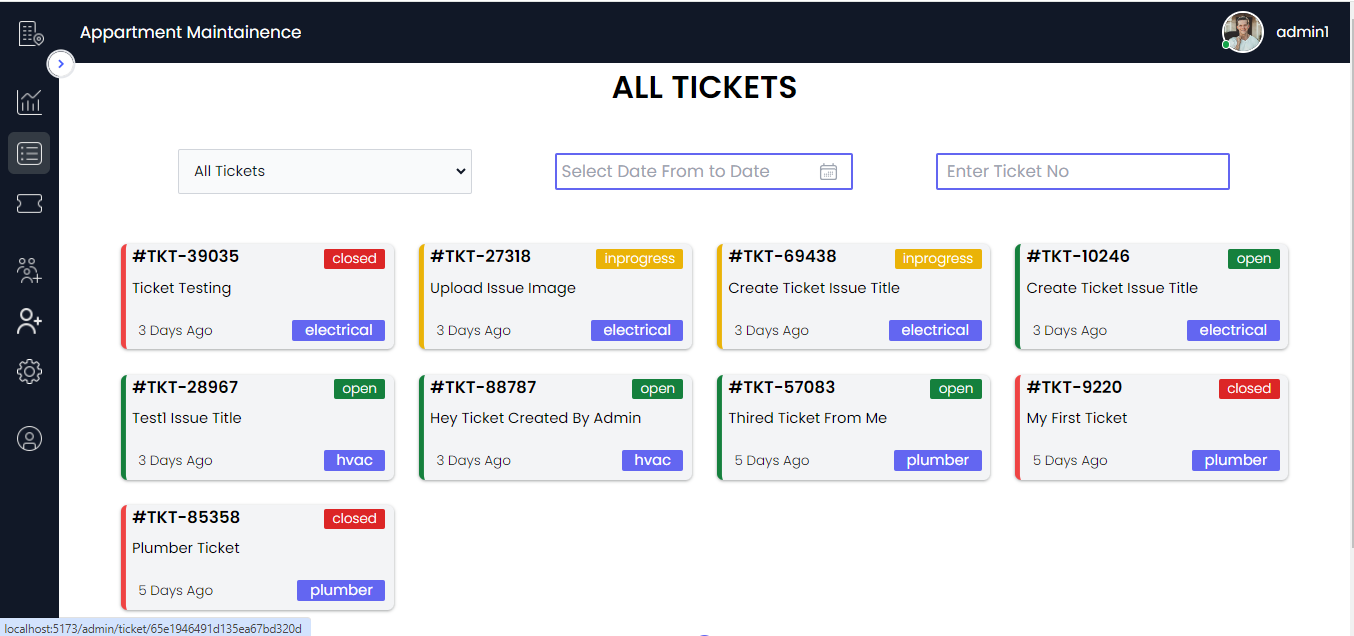 Appartment Maintainence
admin1
ALL TICKETS
All Tickets
Select Date From to Date
Enter Ticket No
#TKT-39035 closed
Ticket Testing
3 Days Ago electrical
#TKT-27318 inprogress
Upload Issue Image
3 Days Ago electrical
#TKT-69438 inprogress
Create Ticket Issue Title
3 Days Ago electrical
#TKT-10246 open
Create Ticket Issue Title
3 Days Ago electrical
#TKT-28967 open
Test1 Issue Title
3 Days Ago hvac
#TKT-88787 open
Hey Ticket Created By Admin
3 Days Ago hvac
#TKT-57083 open
Thired Ticket From Me
5 Days Ago plumber
#TKT-9220 closed
My First Ticket
5 Days Ago plumber
#TKT-85358 closed
Plumber Ticket
5 Days Ago plumber
localhost:5173/admin/ticket/65e1946491d135ea67bd320d